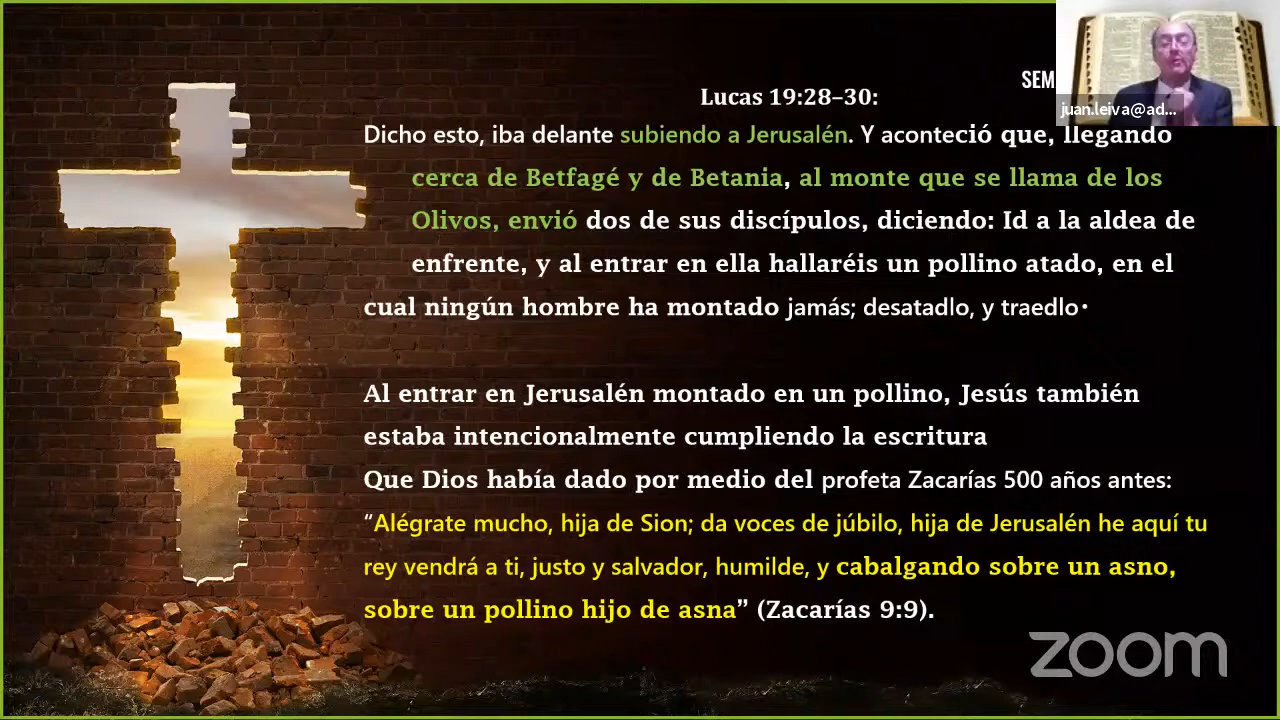 SEM
juan.leiva@ad...
Lucas 19:28–30:
Dicho esto, iba delante subiendo a Jerusalén. Y aconteció que, llegando
cerca de Betfagé y de Betania, al monte que se llama de los
Olivos, envió dos de sus discípulos, diciendo: Id a la aldea de
enfrente, y al entrar en ella hallaréis un pollino atado, en el
cual ningún hombre ha montado jamás; desatadlo, y traedlo·
Al entrar en Jerusalén montado en un pollino, Jesús también
estaba intencionalmente cumpliendo la escritura
Que Dios había dado por medio del profeta Zacarías 500 años antes:
“Alégrate mucho, hija de Sion; da voces de júbilo, hija de Jerusalén he aquí tu
rey vendrá a ti, justo y salvador, humilde, y cabalgando sobre un asno,
sobre un pollino hijo de asna” (Zacarías 9:9).
zoom